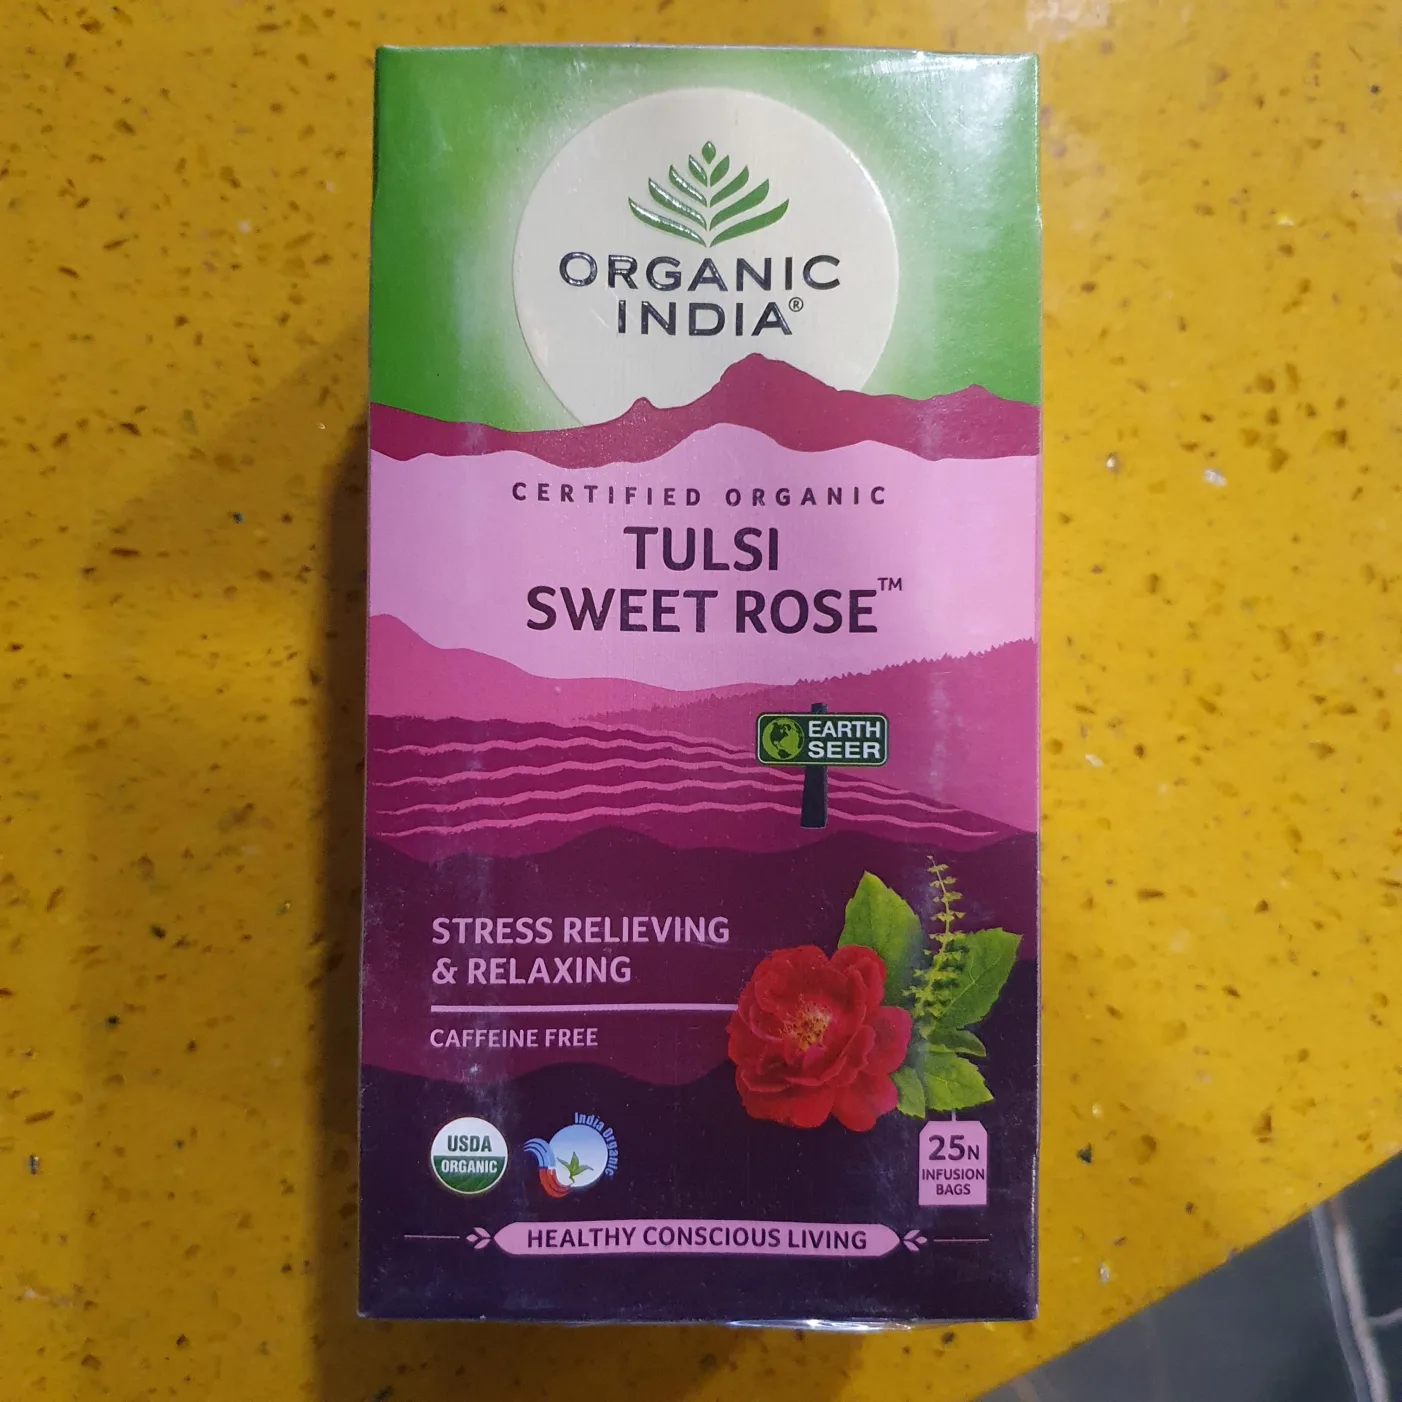 ORGANIC
INDIA®
CERTIFIED ORGANIC
TULSI
SWEET ROSE™
EARTH
SEER
STRESS RELIEVING
& RELAXING
CAFFEINE FREE
USDA
ORGANIC
India Organic
25N
INFUSION
BAGS
HEALTHY CONSCIOUS LIVING